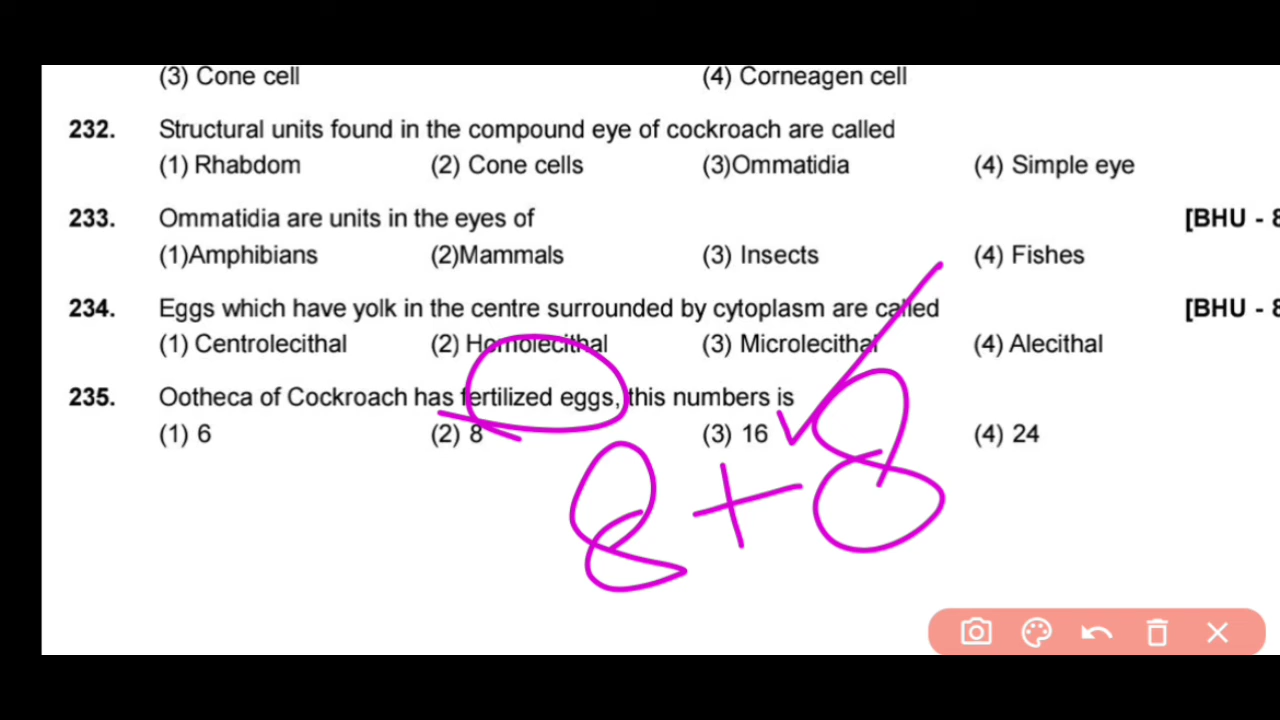 (3) Cone cell (4) Corneagen cell
232. Structural units found in the compound eye of cockroach are called
(1) Rhabdom (2) Cone cells (3)Ommatidia (4) Simple eye
233. Ommatidia are units in the eyes of [BHU - 8
(1)Amphibians (2)Mammals (3) Insects (4) Fishes
234. Eggs which have yolk in the centre surrounded by cytoplasm are called [BHU - 8
(1) Centrolecithal (2) Homolecithal (3) Microlecithal (4) Alecithal
235. Ootheca of Cockroach has fertilized eggs, this numbers is
(1) 6 (2) 8 (3) 16 (4) 24
8+8